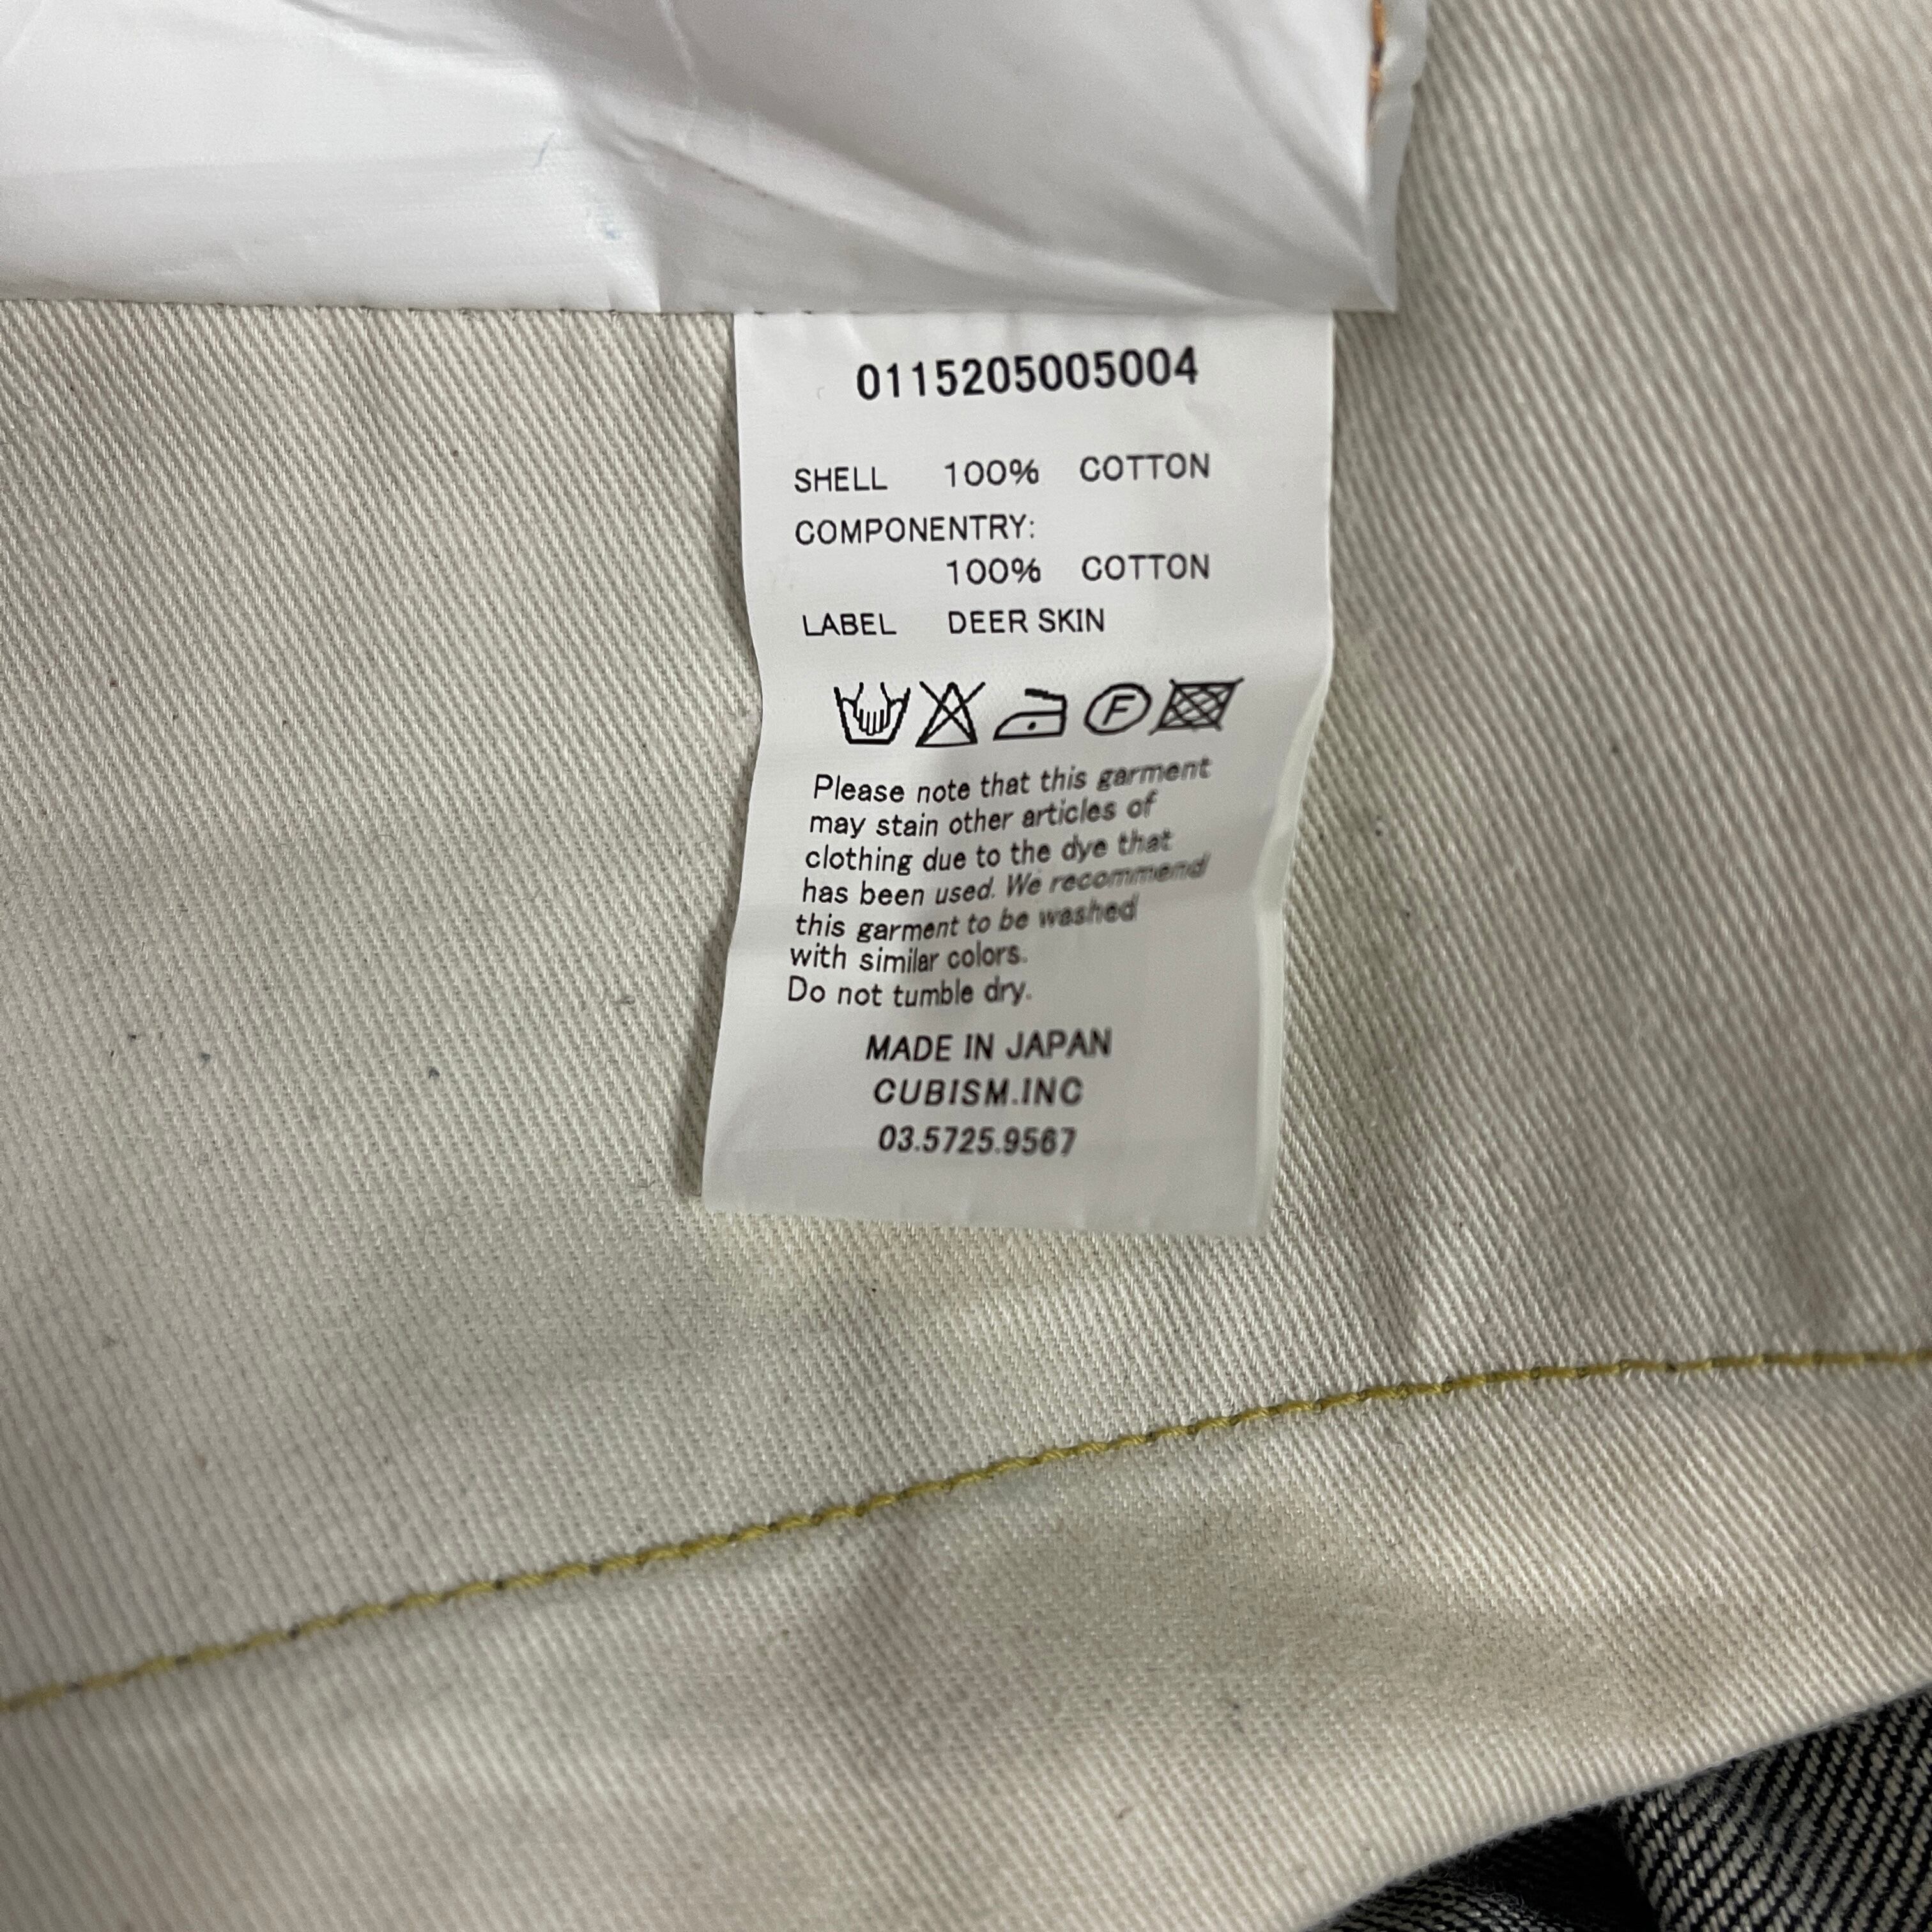 0115205005004
SHELL 100% COTTON
COMPONENTRY:
100% COTTON
LABEL DEER SKIN
F
Please note that this garment
may stain other articles of
clothing due to the dye that
has been used. We recommend
this garment to be washed
with similar colors.
Do not tumble dry.
MADE IN JAPAN
CUBISM.INC
03.5725.9567